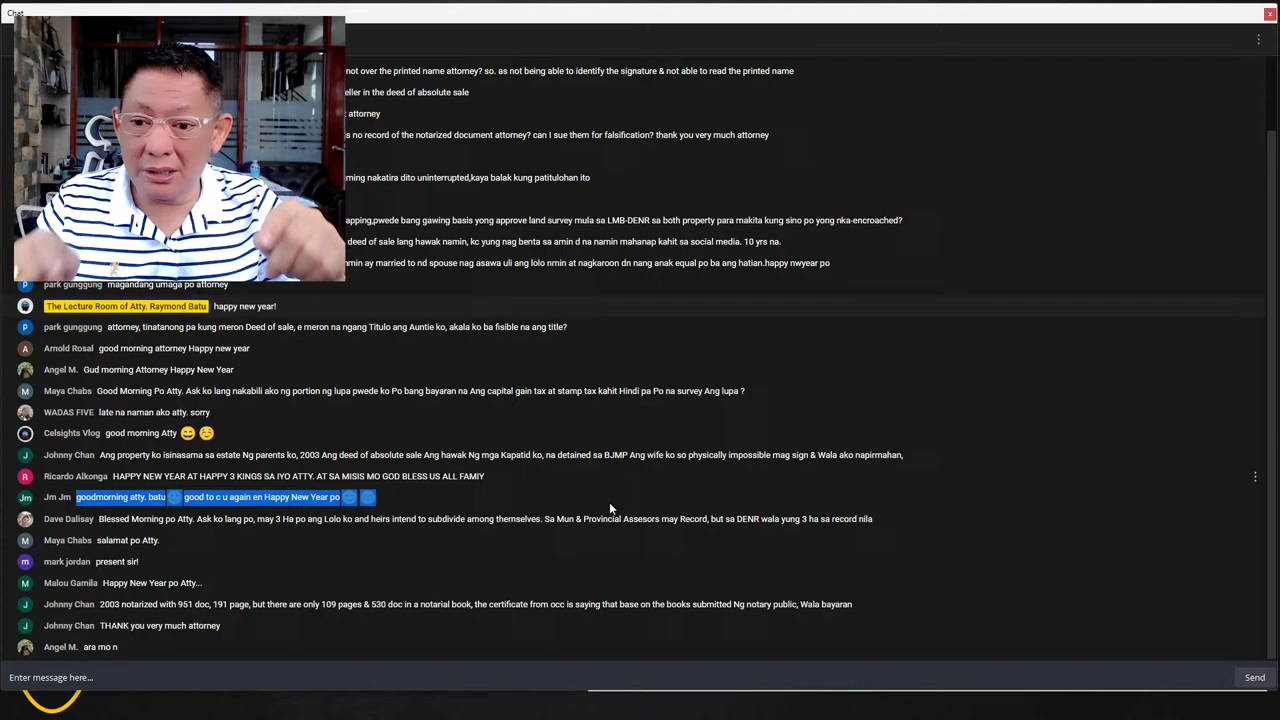 Chat
not over the printed name attorney? so. as not being able to identify the signature & not able to read the printed name
eller in the deed of absolute sale
attorney
s no record of the notarized document attorney? can I sue them for falsification? thank you very much attorney
ming nakatira dito uninterrupted,kaya balak kung patitulohan ito
apping,pwede bang gawing basis yong approve land survey mula sa LMB-DENR sa both property para makita kung sino po yong nka-encroached?
deed of sale lang hawak namin, kc yung nag benta sa amin d na namin mahanap kahit sa social media. 10 yrs na.
nmin ay married to nd spouse nag asawa uli ang lolo nmin at nagkaroon dn nang anak equal po ba ang hatian.happy nwyear po
P park gunggung magandang umaga po attorney
The Lecture Room of Atty. Raymond Batu happy new year!
P park gunggung attorney, tinatanong pa kung meron Deed of sale, e meron na ngang Titulo ang Auntie ko, akala ko ba fisible na ang title?
A Arnold Rosal good morning attorney Happy new year
Angel M. Gud morning Attorney Happy New Year
M Maya Chabs Good Morning Po Atty. Ask ko lang nakabili ako ng portion ng lupa pwede ko Po bang bayaran na Ang capital gain tax at stamp tax kahit Hindi pa Po na survey Ang lupa ?
WADAS FIVE late na naman ako atty. sorry
Celsights Vlog good morning Atty 😄 ☺️
J Johnny Chan Ang property ko isinasama sa estate Ng parents ko, 2003 Ang deed of absolute sale Ang hawak Ng mga Kapatid ko, na detained sa BJMP Ang wife ko so physically impossible mag sign & Wala ako napirmahan,
R Ricardo Alkonga HAPPY NEW YEAR AT HAPPY 3 KINGS SA IYO ATTY. AT SA MISIS MO GOD BLESS US ALL FAMIY
Jm Jm Jm goodmorning atty. batu😊 good to c u again en Happy New Year po😊 😊
Dave Dalisay Blessed Morning po Atty. Ask ko lang po, may 3 Ha po ang Lolo ko and heirs intend to subdivide among themselves. Sa Mun & Provincial Assesors may Record, but sa DENR wala yung 3 ha sa record nila
M Maya Chabs salamat po Atty.
m mark jordan present sir!
M Malou Gamila Happy New Year po Atty...
J Johnny Chan 2003 notarized with 951 doc, 191 page, but there are only 109 pages & 530 doc in a notarial book, the certificate from occ is saying that base on the books submitted Ng notary public, Wala bayaran
J Johnny Chan THANK you very much attorney
Angel M. ara mo n
Enter message here...
Send